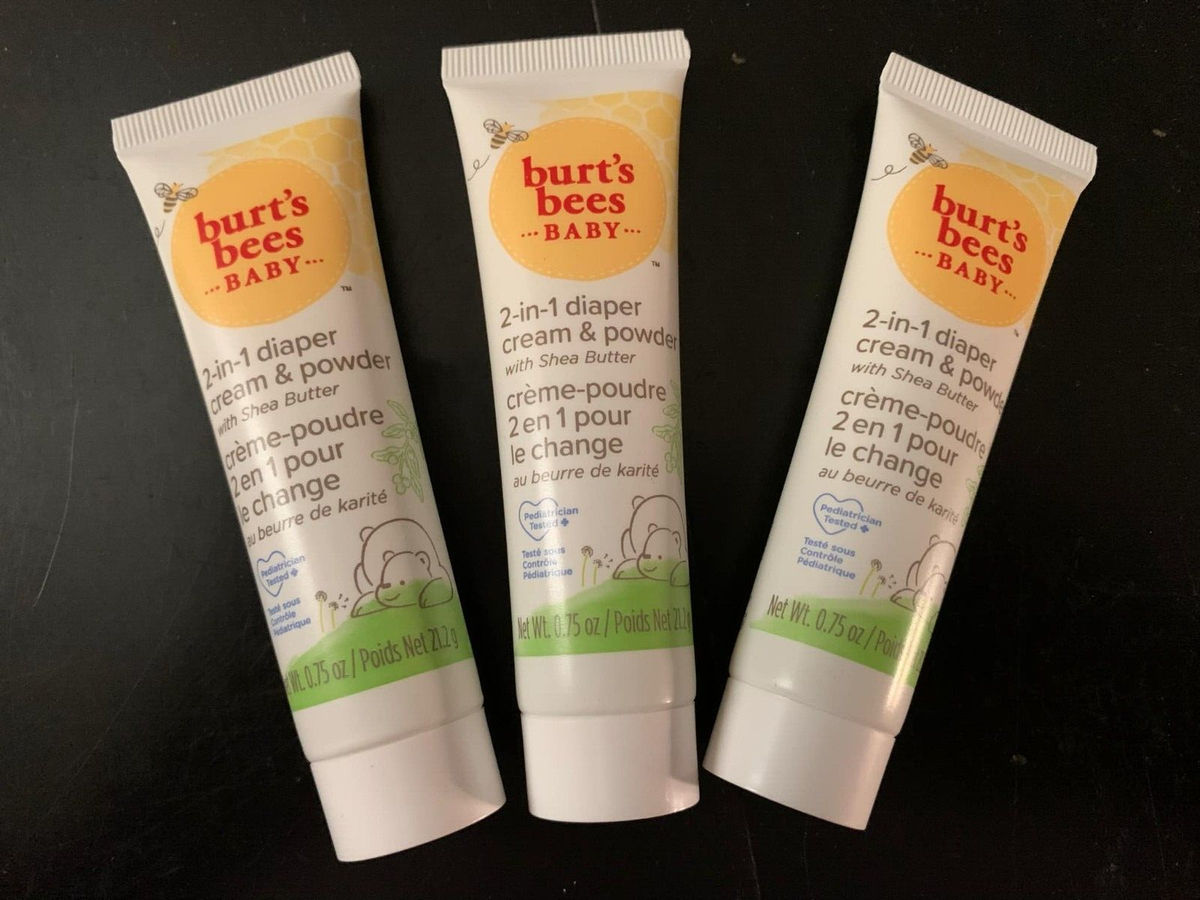 burt's
bees
BABY
™
2-in-1 diaper
cream & powder
with Shea Butter
crème-poudre
2 en 1 pour
le change
au beurre de karité
Pediatrician
Tested
Testé sous
Contrôle
Pédiatrique
Wt. 0.75 oz / Poids Net 21.2 g
burt's
bees
BABY
™
2-in-1 diaper
cream & powder
with Shea Butter
crème-poudre
2 en 1 pour
le change
au beurre de karité
Pediatrician
Tested
Testé sous
Contrôle
Pédiatrique
Net Wt. 0.75 oz / Poids Net 21.2
burt's
bees
BABY
2-in-1 diaper
cream & powde
with Shea Butter
crème-poudre
2 en 1 pour
le change
au beurre de karité
Pediatrician
Tested
Testé sous
Contrôle
Pédiatrique
Net Wt. 0.75 oz / Poids